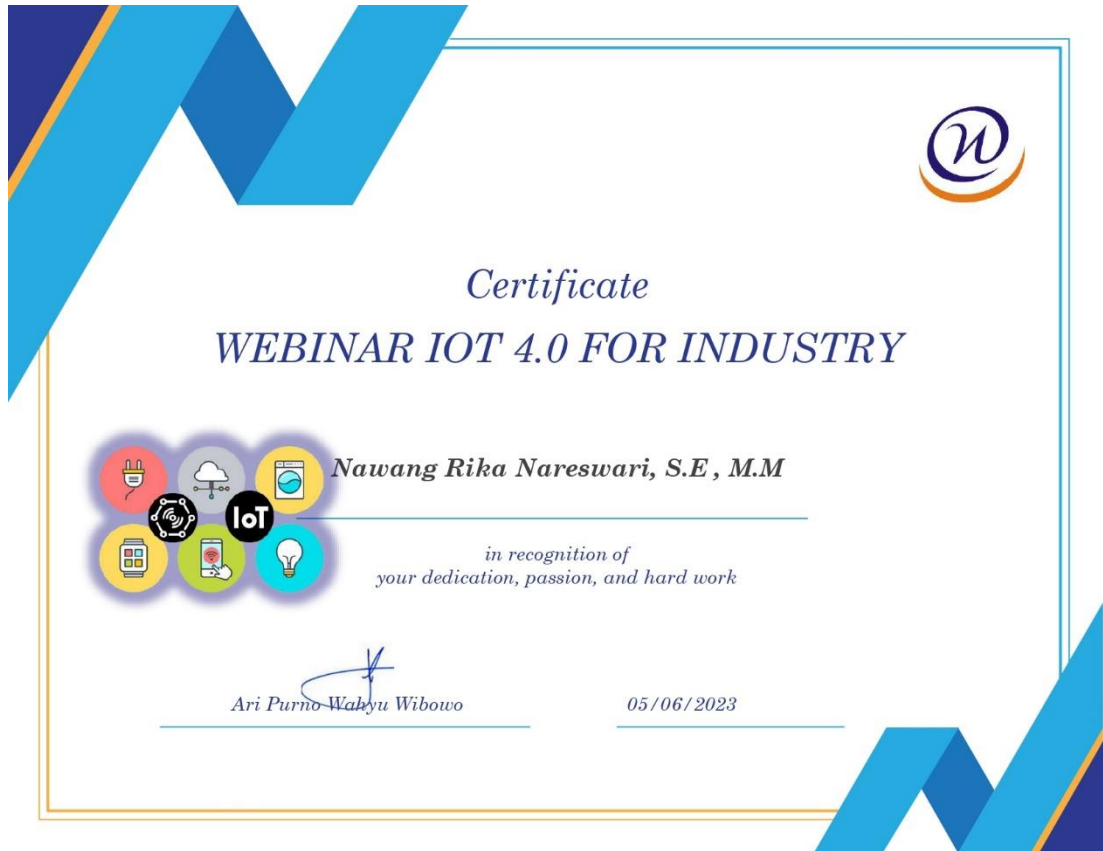 W
Certificate
WEBINAR IOT 4.0 FOR INDUSTRY
Nawang Rika Nareswari, S.E , M.M
IoT
in recognition of
your dedication, passion, and hard work
Ari Purno Wahyu Wibowo
05/06/2023